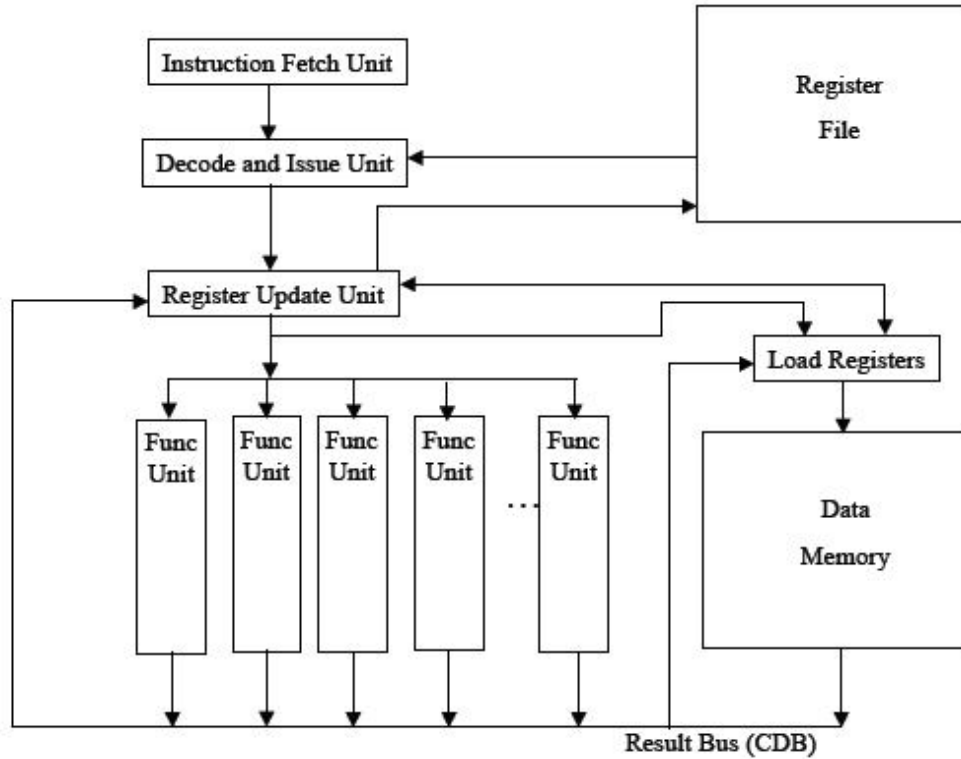 Instruction Fetch Unit
Register
File
Decode and Issue Unit
Register Update Unit
Load Registers
Func
Unit
Func
Unit
Func
Unit
Func
Unit
...
Func
Unit
Data
Memory
Result Bus (CDB)